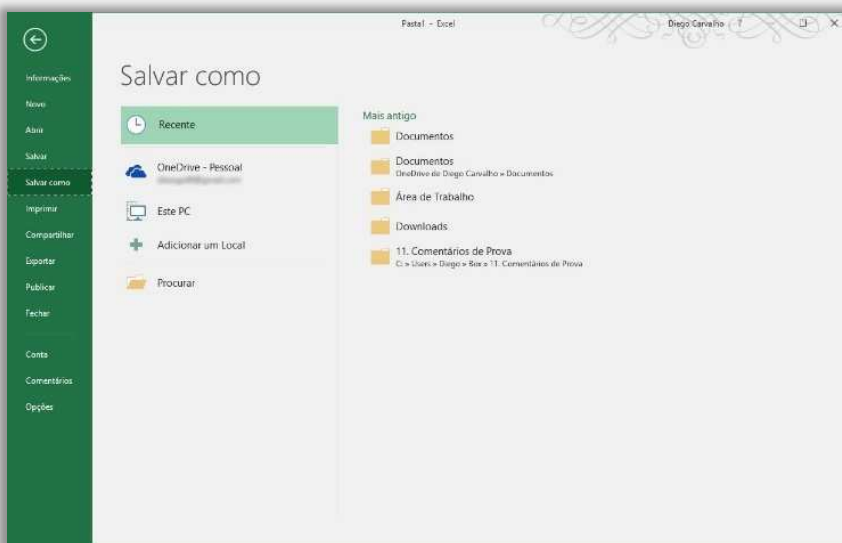 Pasta1 - Excel
Diego Carvalho
?
Informações
Novo
Abrir
Salvar
Salvar como
Imprimir
Compartilhar
Exportar
Publicar
Fechar
Conta
Comentários
Opções
Salvar como
Recente
OneDrive - Pessoal
Este PC
Adicionar um Local
Procurar
Mais antigo
Documentos
Documentos
OneDrive de Diego Carvalho » Documentos
Área de Trabalho
Downloads
11. Comentários de Prova
C: » Users » Diego » Box » 11. Comentários de Prova